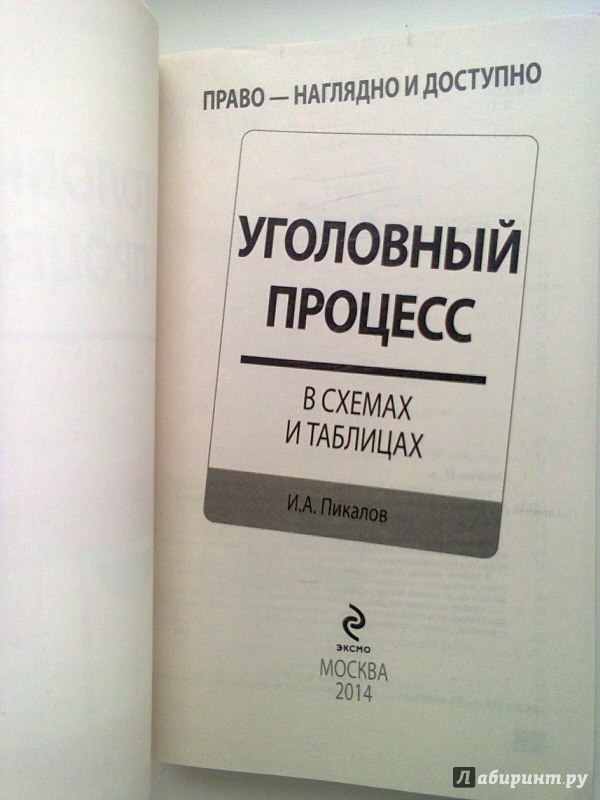 ПРАВО — НАГЛЯДНО И ДОСТУПНО
УГОЛОВНЫЙ
ПРОЦЕСС
В СХЕМАХ
И ТАБЛИЦАХ
И.А. Пикалов
ЭКСМО
МОСКВА
2014
Лабиринт.ру